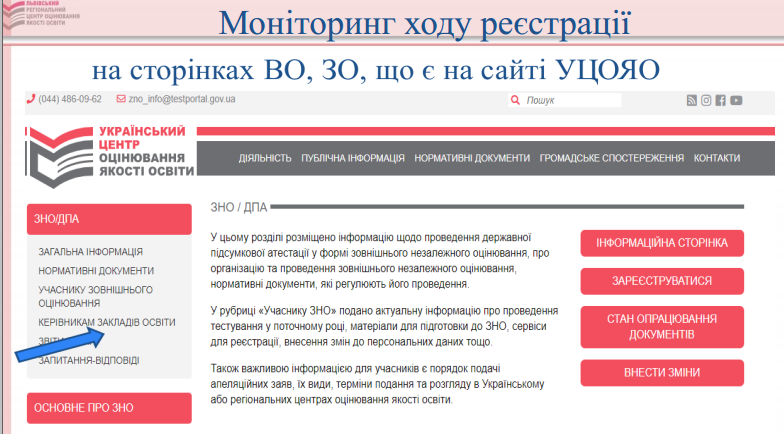 ЛЬВІВСЬКИЙ
РЕГІОНАЛЬНИЙ
ЦЕНТР ОЦІНЮВАННЯ
ЯКОСТІ ОСВІТИ
Моніторинг ходу реєстрації
на сторінках ВО, ЗО, що є на сайті УЦОЯО
(044) 486-09-62 zno_info@testportal.gov.ua Пошук
УКРАЇНСЬКИЙ
ЦЕНТР
ОЦІНЮВАННЯ
ЯКОСТІ ОСВІТИ
ДІЯЛЬНІСТЬ ПУБЛІЧНА ІНФОРМАЦІЯ НОРМАТИВНІ ДОКУМЕНТИ ГРОМАДСЬКЕ СПОСТЕРЕЖЕННЯ КОНТАКТИ
ЗНО/ДПА
ЗАГАЛЬНА ІНФОРМАЦІЯ
НОРМАТИВНІ ДОКУМЕНТИ
УЧАСНИКУ ЗОВНІШНЬОГО
ОЦІНЮВАННЯ
КЕРІВНИКАМ ЗАКЛАДІВ ОСВІТИ
ЗАПИТАННЯ-ВІДПОВІДІ
ОСНОВНЕ ПРО ЗНО
ЗНО / ДПА
У цьому розділі розміщено інформацію щодо проведення державної
підсумкової атестації у формі зовнішнього незалежного оцінювання, про
організацію та проведення зовнішнього незалежного оцінювання,
нормативні документи, які регулюють його проведення.
У рубриці «Учаснику ЗНО» подано актуальну інформацію про проведення
тестування у поточному році, матеріали для підготовки до ЗНО, сервіси
для реєстрації, внесення змін до персональних даних тощо.
Також важливою інформацією для учасників є порядок подачі
апеляційних заяв, їх види, терміни подання та розгляду в Українському
або регіональних центрах оцінювання якості освіти.
ІНФОРМАЦІЙНА СТОРІНКА
ЗАРЕЄСТРУВАТИСЯ
СТАН ОПРАЦЮВАННЯ
ДОКУМЕНТІВ
ВНЕСТИ ЗМІНИ